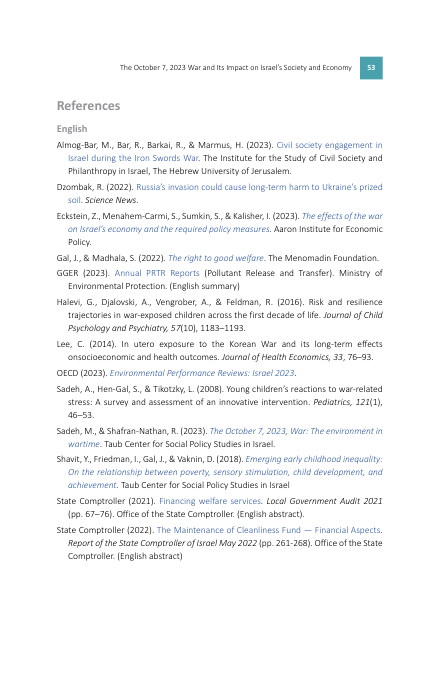 The October 7, 2023 War and Its Impact on Israel's Society and Economy 53
References
English
Almog-Bar, M., Bar, R., Barkai, R., & Marmus, H. (2023). Civil society engagement in
Israel during the Iron Swords War. The Institute for the Study of Civil Society and
Philanthropy in Israel, The Hebrew University of Jerusalem.
Dzombak, R. (2022). Russia's invasion could cause long-term harm to Ukraine's prized
soil. Science News.
Eckstein, Z., Menahem-Carmi, S., Sumkin, S., & Kalisher, I. (2023). The effects of the war
on Israel's economy and the required policy measures. Aaron Institute for Economic
Policy.
Gal, J., & Madhala, S. (2022). The right to good welfare. The Menomadin Foundation.
GGER (2023). Annual PRTR Reports (Pollutant Release and Transfer). Ministry of
Environmental Protection. (English summary)
Halevi, G., Djalovski, A., Vengrober, A., & Feldman, R. (2016). Risk and resilience
trajectories in war-exposed children across the first decade of life. Journal of Child
Psychology and Psychiatry, 57(10), 1183–1193.
Lee, C. (2014). In utero exposure to the Korean War and its long-term effects
onsocioeconomic and health outcomes. Journal of Health Economics, 33, 76–93.
OECD (2023). Environmental Performance Reviews: Israel 2023.
Sadeh, A., Hen-Gal, S., & Tikotzky, L. (2008). Young children's reactions to war-related
stress: A survey and assessment of an innovative intervention. Pediatrics, 121(1),
46–53.
Sadeh, M., & Shafran-Nathan, R. (2023). The October 7, 2023, War: The environment in
wartime. Taub Center for Social Policy Studies in Israel.
Shavit, Y., Friedman, I., Gal, J., & Vaknin, D. (2018). Emerging early childhood inequality:
On the relationship between poverty, sensory stimulation, child development, and
achievement. Taub Center for Social Policy Studies in Israel
State Comptroller (2021). Financing welfare services. Local Government Audit 2021
(pp. 67–76). Office of the State Comptroller. (English abstract).
State Comptroller (2022). The Maintenance of Cleanliness Fund — Financial Aspects.
Report of the State Comptroller of Israel May 2022 (pp. 261-268). Office of the State
Comptroller. (English abstract)